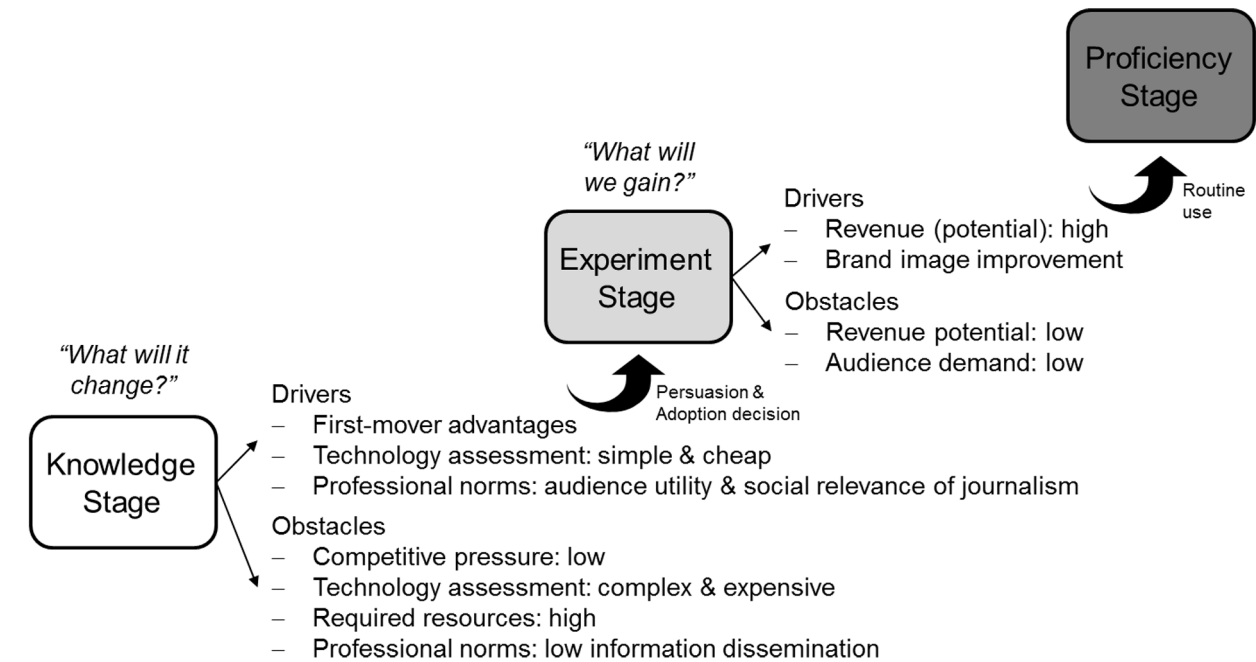 “What will it
change?”
Knowledge
Stage
Drivers
– First-mover advantages
– Technology assessment: simple & cheap
– Professional norms: audience utility & social relevance of journalism
Obstacles
– Competitive pressure: low
– Technology assessment: complex & expensive
– Required resources: high
– Professional norms: low information dissemination
Persuasion &
Adoption decision
“What will
we gain?”
Experiment
Stage
Drivers
– Revenue (potential): high
– Brand image improvement
Obstacles
– Revenue potential: low
– Audience demand: low
Routine
use
Proficiency
Stage